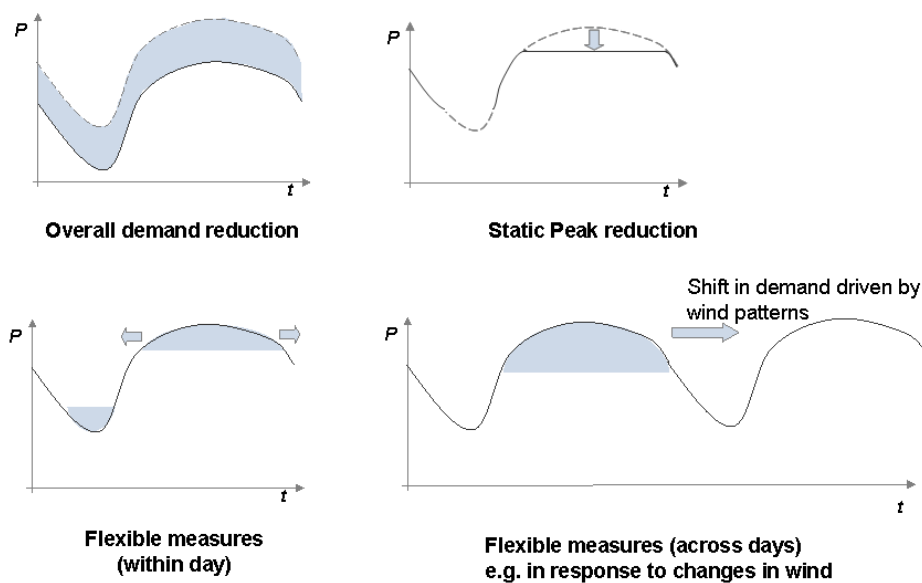 P
t
Overall demand reduction
P
t
Static Peak reduction
P
t
Flexible measures
(within day)
Shift in demand driven by
wind patterns
P
t
Flexible measures (across days)
e.g. in response to changes in wind